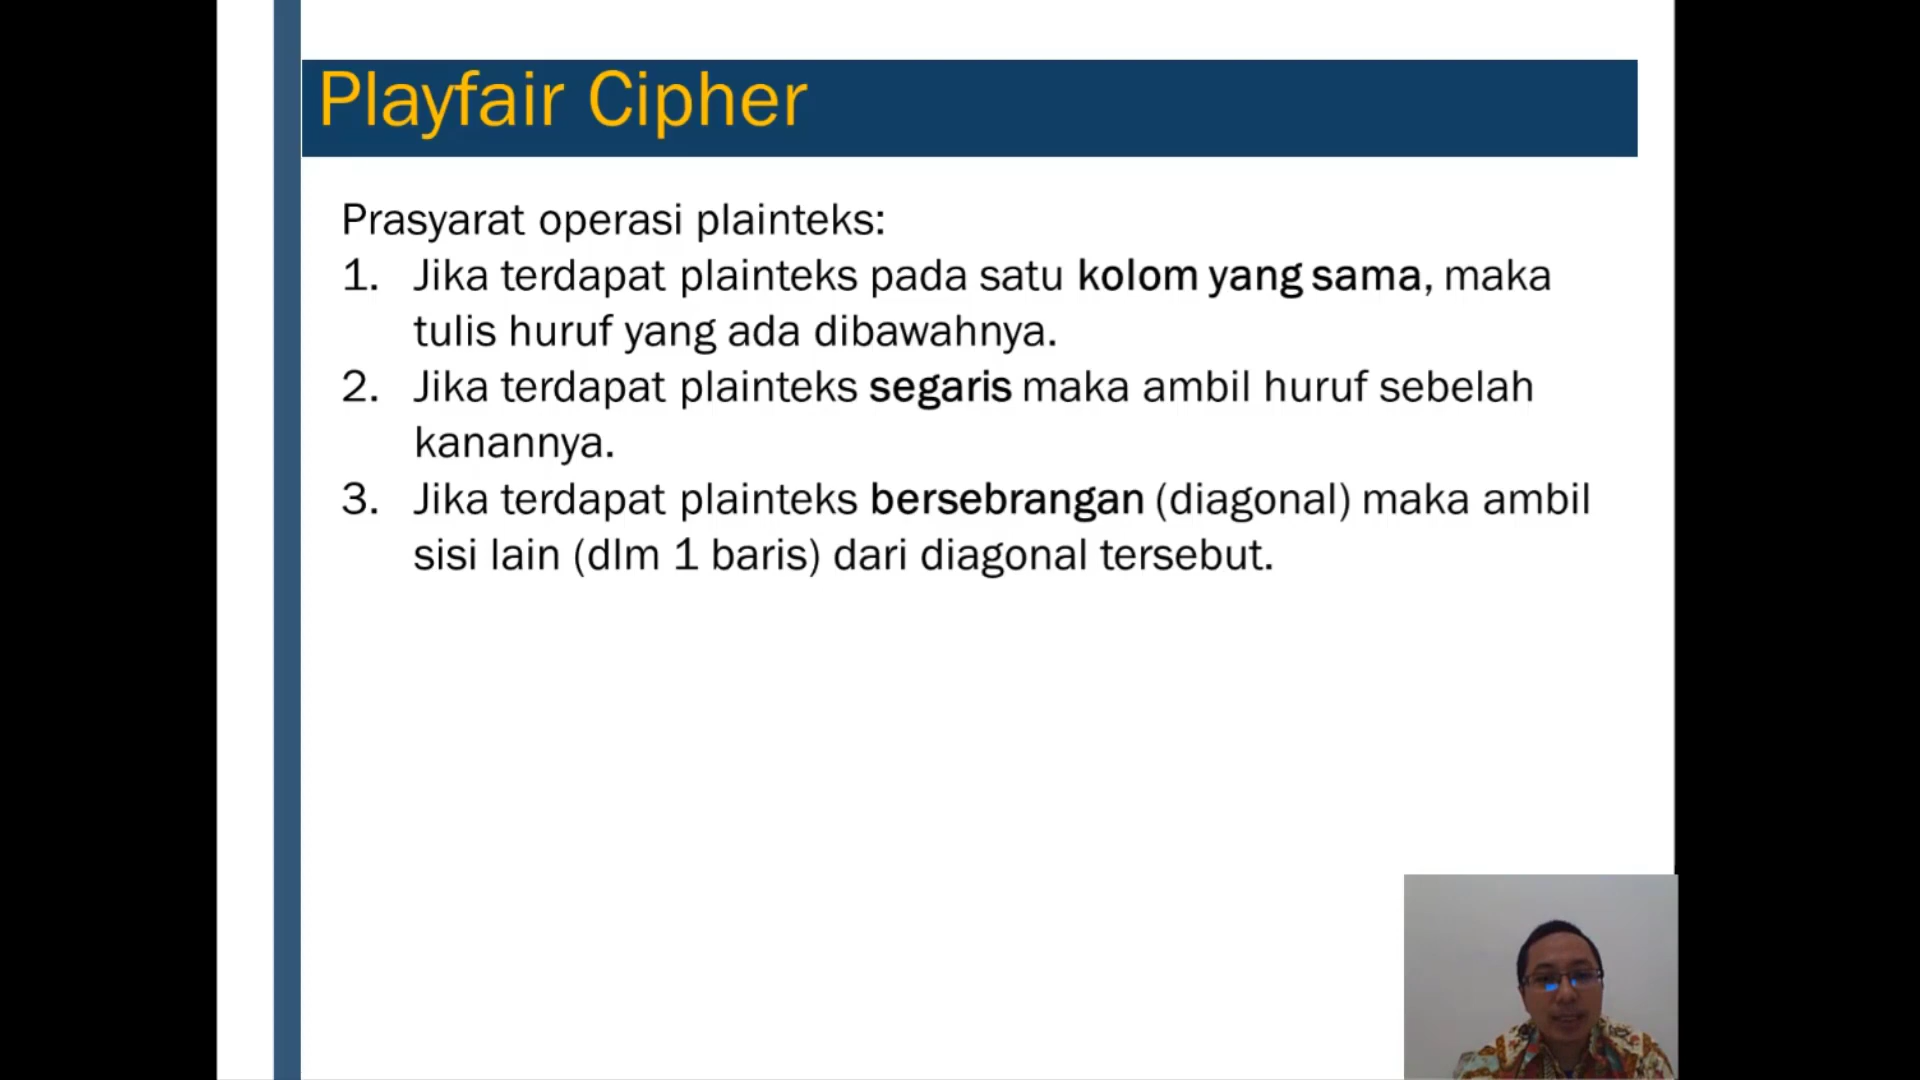 Playfair Cipher
Prasyarat operasi plainteks:
1. Jika terdapat plainteks pada satu kolom yang sama, maka
tulis huruf yang ada dibawahnya.
2. Jika terdapat plainteks segaris maka ambil huruf sebelah
kanannya.
3. Jika terdapat plainteks bersebrangan (diagonal) maka ambil
sisi lain (dlm 1 baris) dari diagonal tersebut.